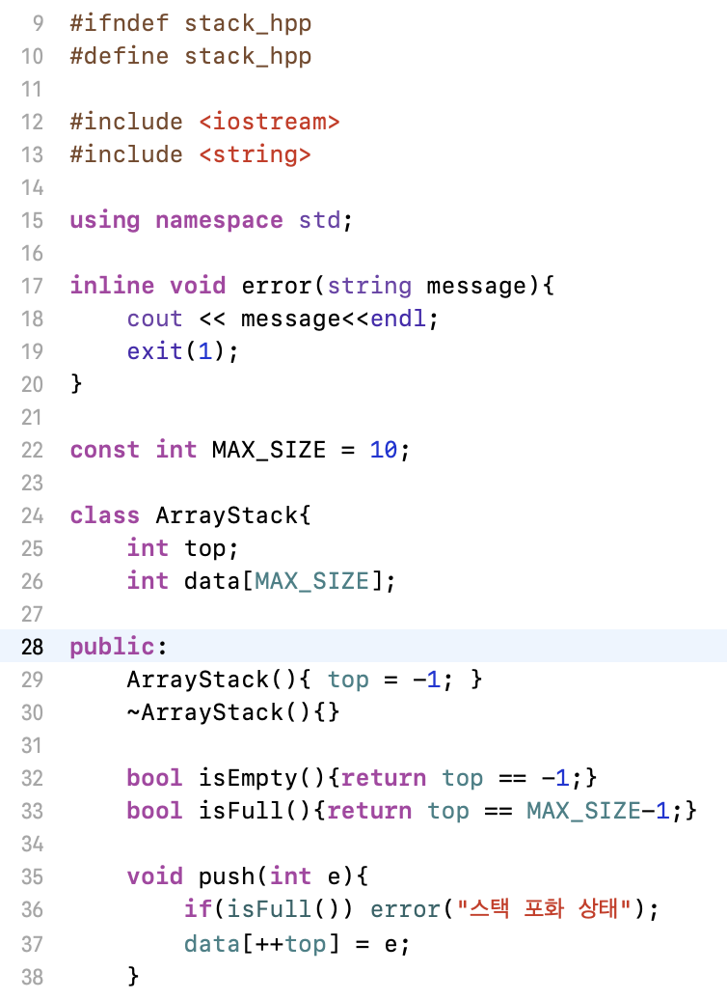 9 #ifndef stack_hpp
10 #define stack_hpp
11
12 #include <iostream>
13 #include <string>
14
15 using namespace std;
16
17 inline void error(string message){
18     cout << message<<endl;
19     exit(1);
20 }
21
22 const int MAX_SIZE = 10;
23
24 class ArrayStack{
25     int top;
26     int data[MAX_SIZE];
27
28 public:
29     ArrayStack(){ top = -1; }
30     ~ArrayStack(){}
31
32     bool isEmpty(){return top == -1;}
33     bool isFull(){return top == MAX_SIZE-1;}
34
35     void push(int e){
36         if(isFull()) error("스택 포화 상태");
37         data[++top] = e;
38     }